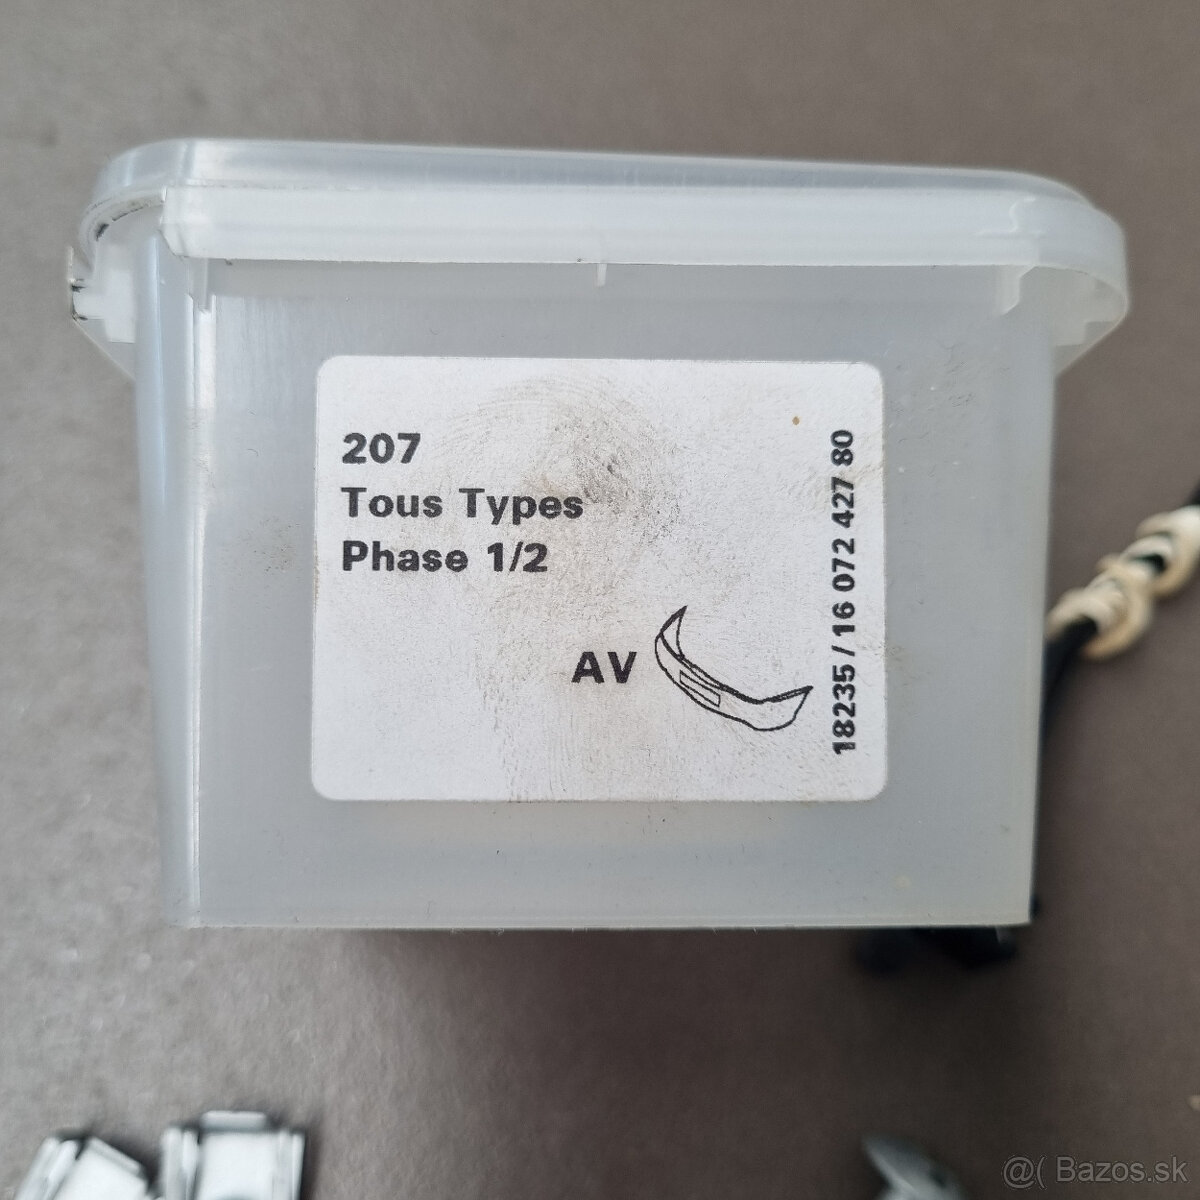 207
Tous Types
Phase 1/2
AV
18235 / 16 072 427 80
@( Bazos.sk